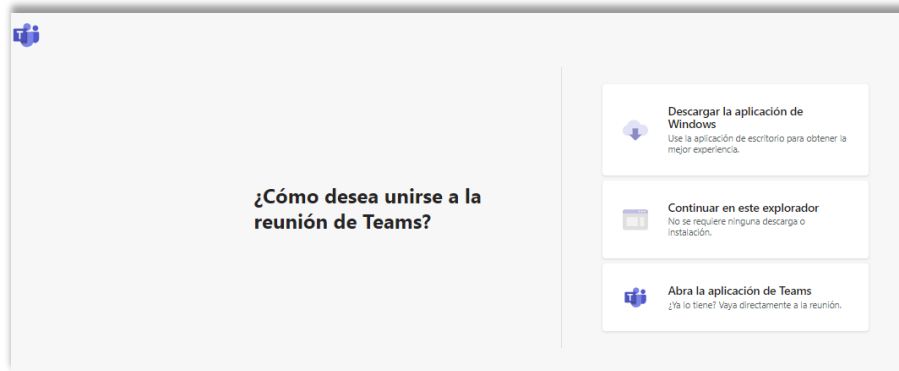 ¿Cómo desea unirse a la
reunión de Teams?
Descargar la aplicación de
Windows
Use la aplicación de escritorio para obtener la
mejor experiencia.
Continuar en este explorador
No se requiere ninguna descarga o
instalación.
Abra la aplicación de Teams
¿Ya lo tiene? Vaya directamente a la reunión.